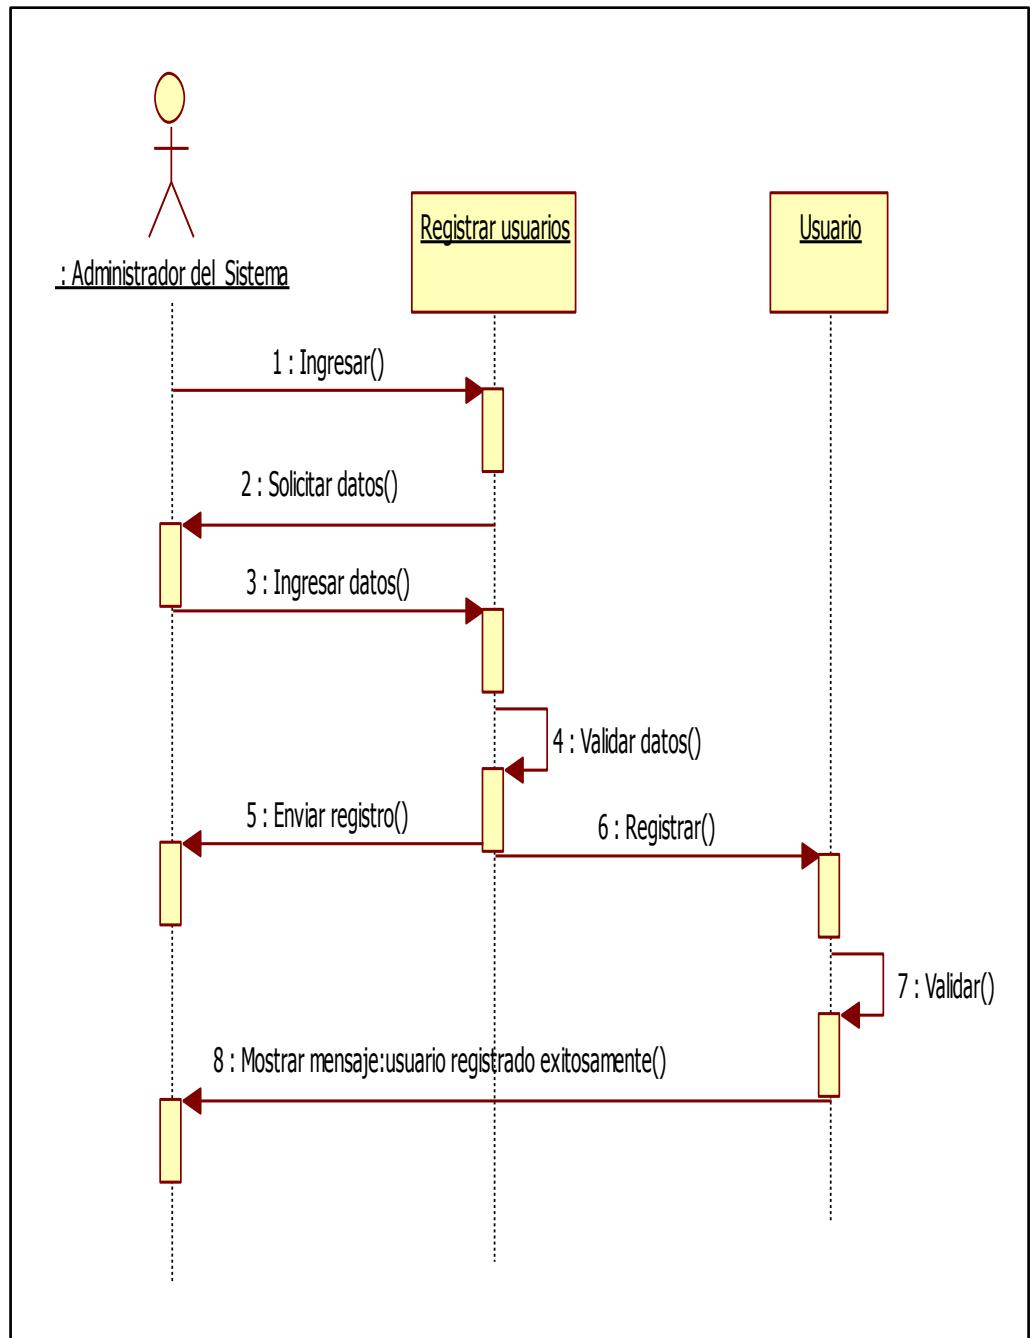 Registrar usuarios
Usuario
: Administrador del Sistema
1 : Ingresar()
2 : Solicitar datos()
3 : Ingresar datos()
4 : Validar datos()
5 : Enviar registro()
6 : Registrar()
7 : Validar()
8 : Mostrar mensaje:usuario registrado exitosamente()